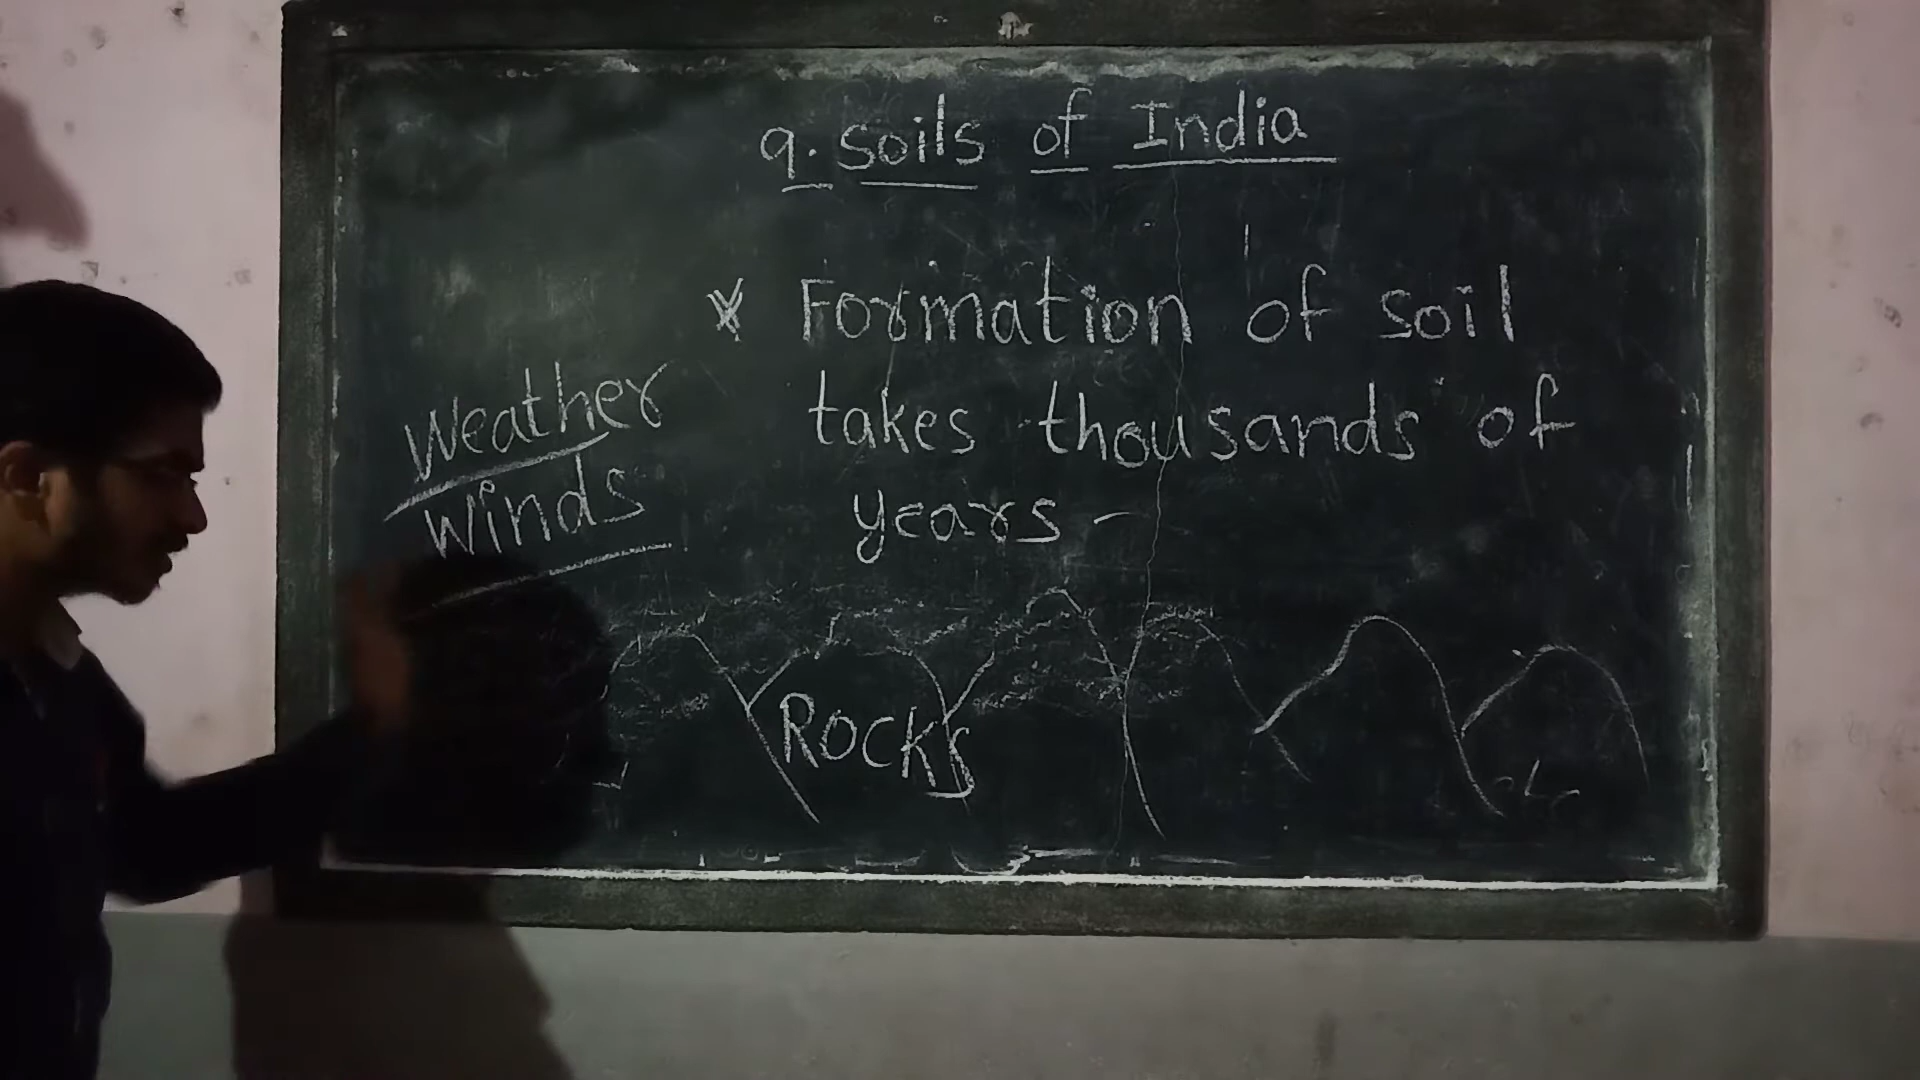 9. Soils of India
* Formation of soil
takes thousands of
years -
Weather
Winds
ROCKS